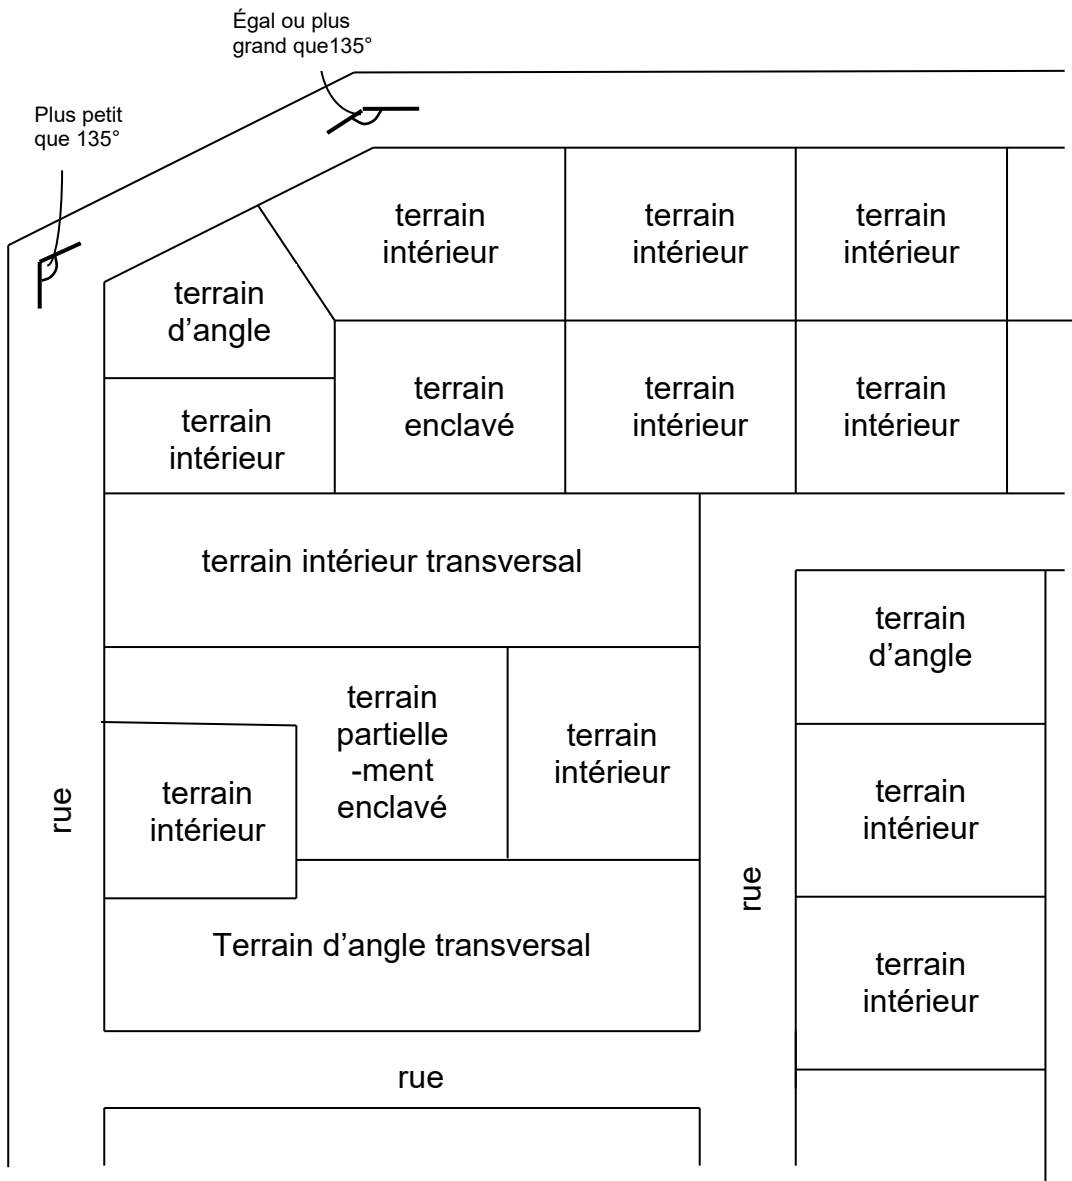 Égal ou plus
grand que135°
Plus petit
que 135°
terrain
intérieur
terrain
intérieur
terrain
intérieur
terrain
d’angle
terrain
enclavé
terrain
intérieur
terrain
intérieur
terrain
intérieur
terrain intérieur transversal
terrain
d’angle
terrain
partielle
-ment
enclavé
terrain
intérieur
terrain
intérieur
terrain
intérieur
rue
rue
Terrain d’angle transversal
terrain
intérieur
rue